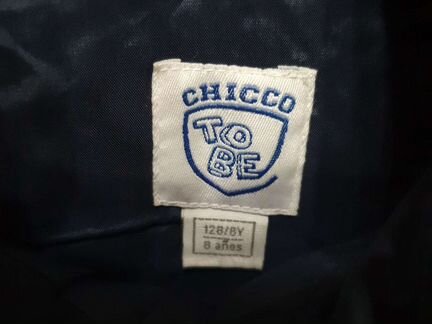 CHICCO
TO
BE
128/8Y
8 años